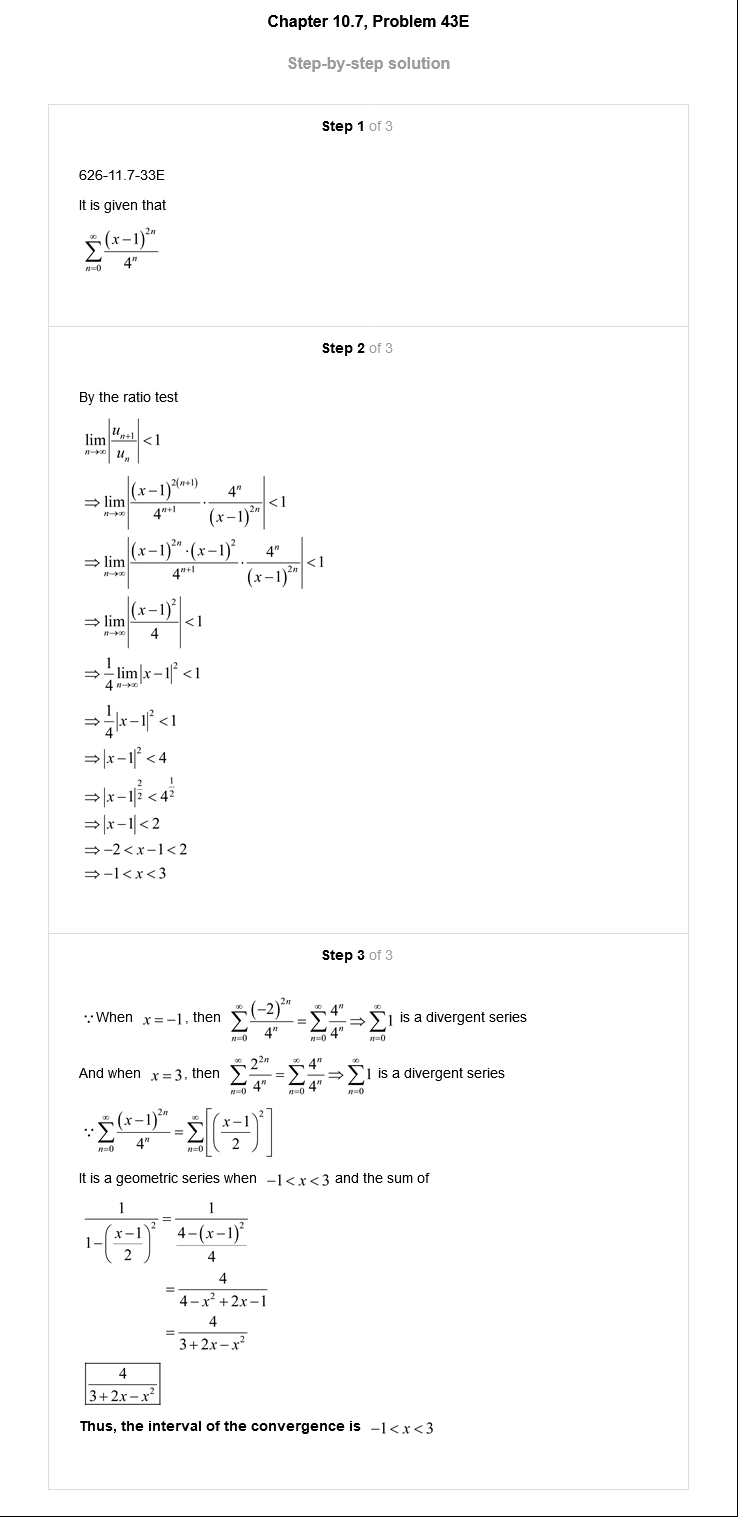 Chapter 10.7, Problem 43E
Step-by-step solution
Step 1 of 3
626-11.7-33E
It is given that
$\sum_{n=0}^{\infty} \frac{(x-1)^{2n}}{4^n}$
Step 2 of 3
By the ratio test
$\lim_{n\to\infty} \left|\frac{u_{n+1}}{u_n}\right| < 1$
$\Rightarrow \lim_{n\to\infty} \left|\frac{(x-1)^{2(n+1)}}{4^{n+1}} \cdot \frac{4^n}{(x-1)^{2n}}\right| < 1$
$\Rightarrow \lim_{n\to\infty} \left|\frac{(x-1)^{2n} \cdot (x-1)^2}{4^{n+1}} \cdot \frac{4^n}{(x-1)^{2n}}\right| < 1$
$\Rightarrow \lim_{n\to\infty} \left|\frac{(x-1)^2}{4}\right| < 1$
$\Rightarrow \frac{1}{4} \lim_{n\to\infty} |x-1|^2 < 1$
$\Rightarrow \frac{1}{4} |x-1|^2 < 1$
$\Rightarrow |x-1|^2 < 4$
$\Rightarrow |x-1|^{\frac{2}{2}} < 4^{\frac{1}{2}}$
$\Rightarrow |x-1| < 2$
$\Rightarrow -2 < x-1 < 2$
$\Rightarrow -1 < x < 3$
Step 3 of 3
$\because$ When $x = -1$, then $\sum_{n=0}^{\infty} \frac{(-2)^{2n}}{4^n} = \sum_{n=0}^{\infty} \frac{4^n}{4^n} \Rightarrow \sum_{n=0}^{\infty} 1$ is a divergent series
And when $x = 3$, then $\sum_{n=0}^{\infty} \frac{2^{2n}}{4^n} = \sum_{n=0}^{\infty} \frac{4^n}{4^n} \Rightarrow \sum_{n=0}^{\infty} 1$ is a divergent series
$\because \sum_{n=0}^{\infty} \frac{(x-1)^{2n}}{4^n} = \sum_{n=0}^{\infty} \left[\left(\frac{x-1}{2}\right)^2\right]$
It is a geometric series when $-1 < x < 3$ and the sum of
$\frac{1}{1-\left(\frac{x-1}{2}\right)^2} = \frac{1}{\frac{4-(x-1)^2}{4}}$
$= \frac{4}{4-x^2+2x-1}$
$= \frac{4}{3+2x-x^2}$
$\boxed{\frac{4}{3+2x-x^2}}$
Thus, the interval of the convergence is $-1 < x < 3$